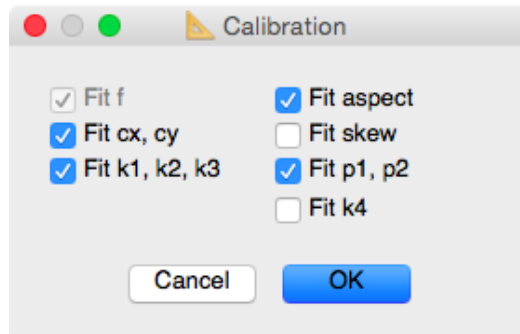 Calibration
Fit f
Fit aspect
Fit cx, cy
Fit skew
Fit k1, k2, k3
Fit p1, p2
Fit k4
Cancel
OK